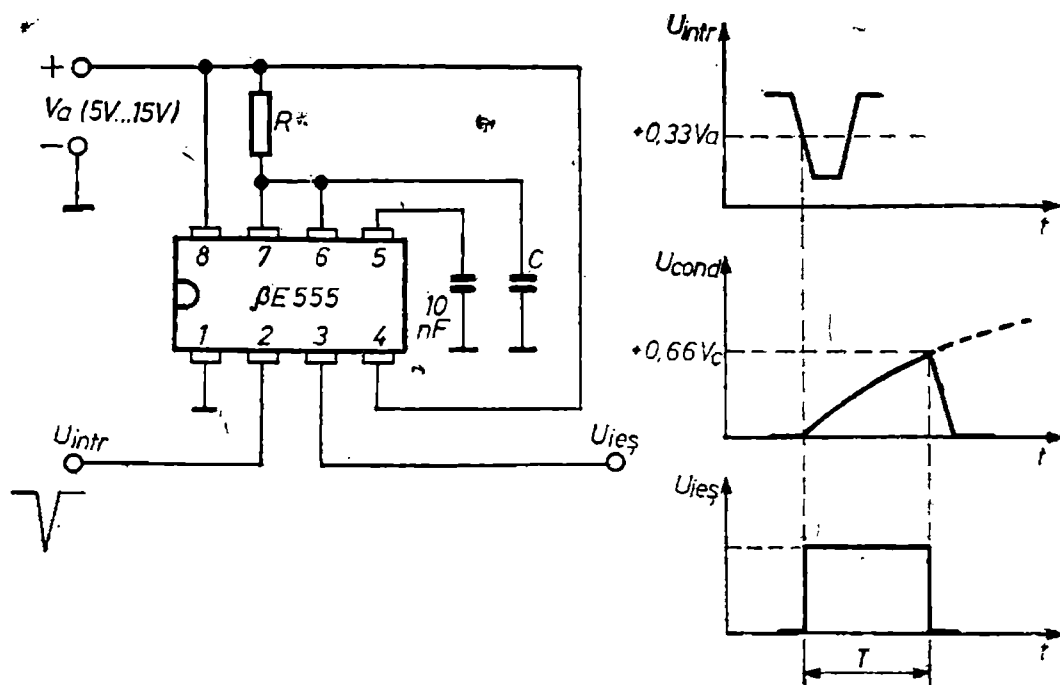 +
Va (5V...15V)
−
R*
8 7 6 5
βE555
1 2 3 4
10
nF
C
Uintr
Uieş
Uintr
+0,33Va
t
Ucond
+0,66Vc
t
Uieş
t
T